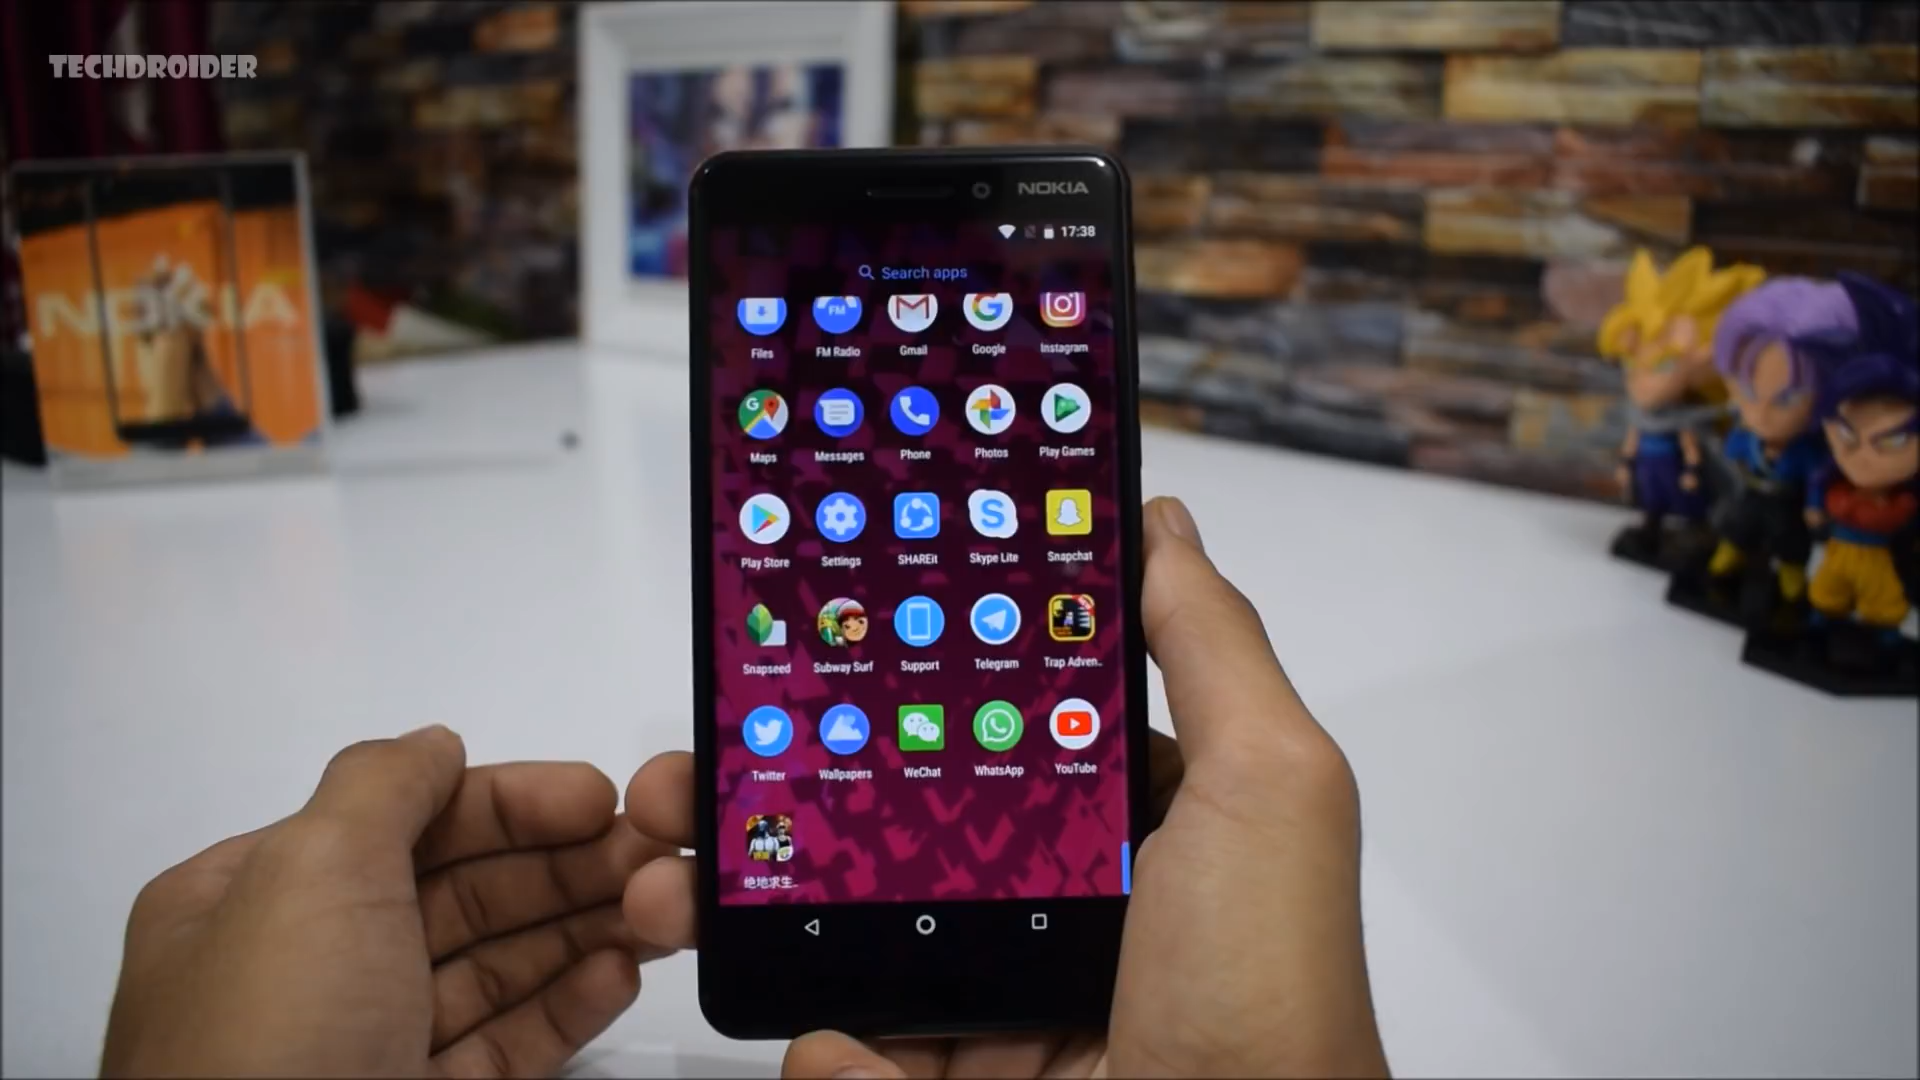 TECHDROIDER
NOKIA
NOKIA
17:38
Search apps
Files FM Radio Gmail Google Instagram
Maps Messages Phone Photos Play Games
Play Store Settings SHAREit Skype Lite Snapchat
Snapseed Subway Surf Support Telegram Trap Adven..
Twitter Wallpapers WeChat WhatsApp YouTube
绝地求生..